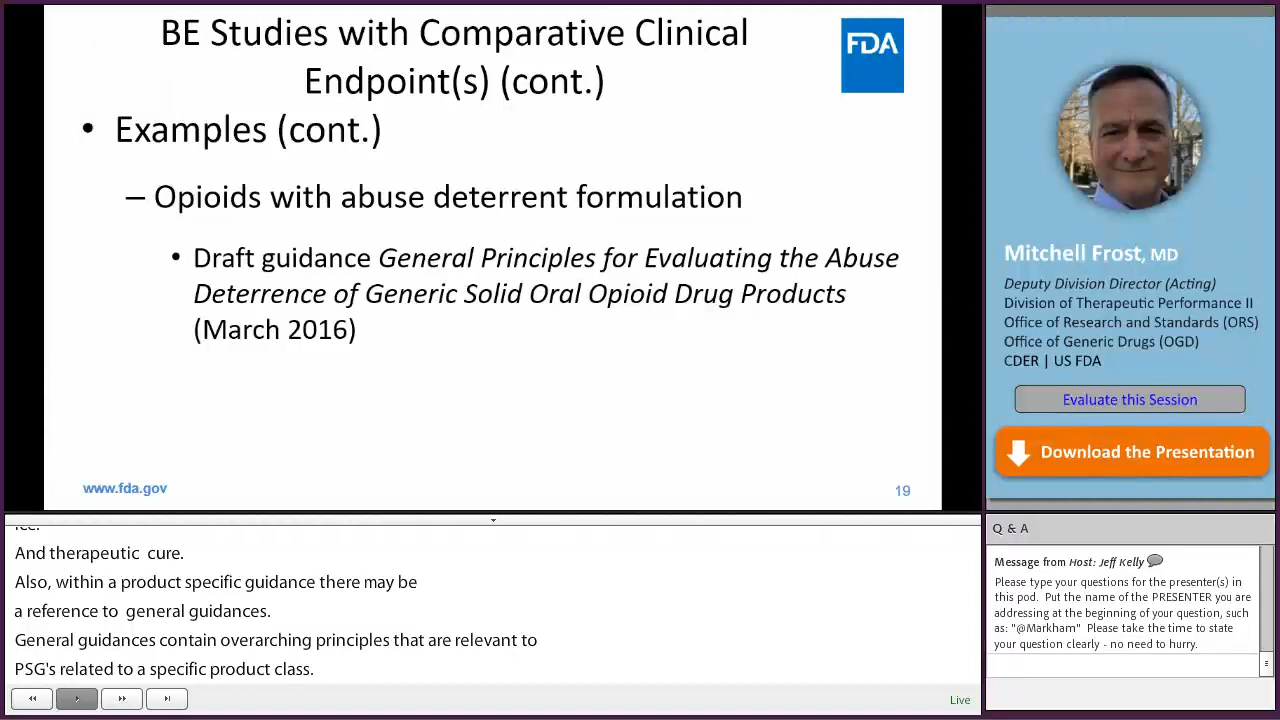 BE Studies with Comparative Clinical
Endpoint(s) (cont.)
FDA
• Examples (cont.)
– Opioids with abuse deterrent formulation
• Draft guidance General Principles for Evaluating the Abuse
Deterrence of Generic Solid Oral Opioid Drug Products
(March 2016)
www.fda.gov
19
Mitchell Frost, MD
Deputy Division Director (Acting)
Division of Therapeutic Performance II
Office of Research and Standards (ORS)
Office of Generic Drugs (OGD)
CDER | US FDA
Evaluate this Session
Download the Presentation
And therapeutic cure.
Also, within a product specific guidance there may be
a reference to general guidances.
General guidances contain overarching principles that are relevant to
PSG's related to a specific product class.
Live
Q & A
Message from Host: Jeff Kelly
Please type your questions for the presenter(s) in
this pod. Put the name of the PRESENTER you are
addressing at the beginning of your question, such
as: "@Markham" Please take the time to state
your question clearly - no need to hurry.